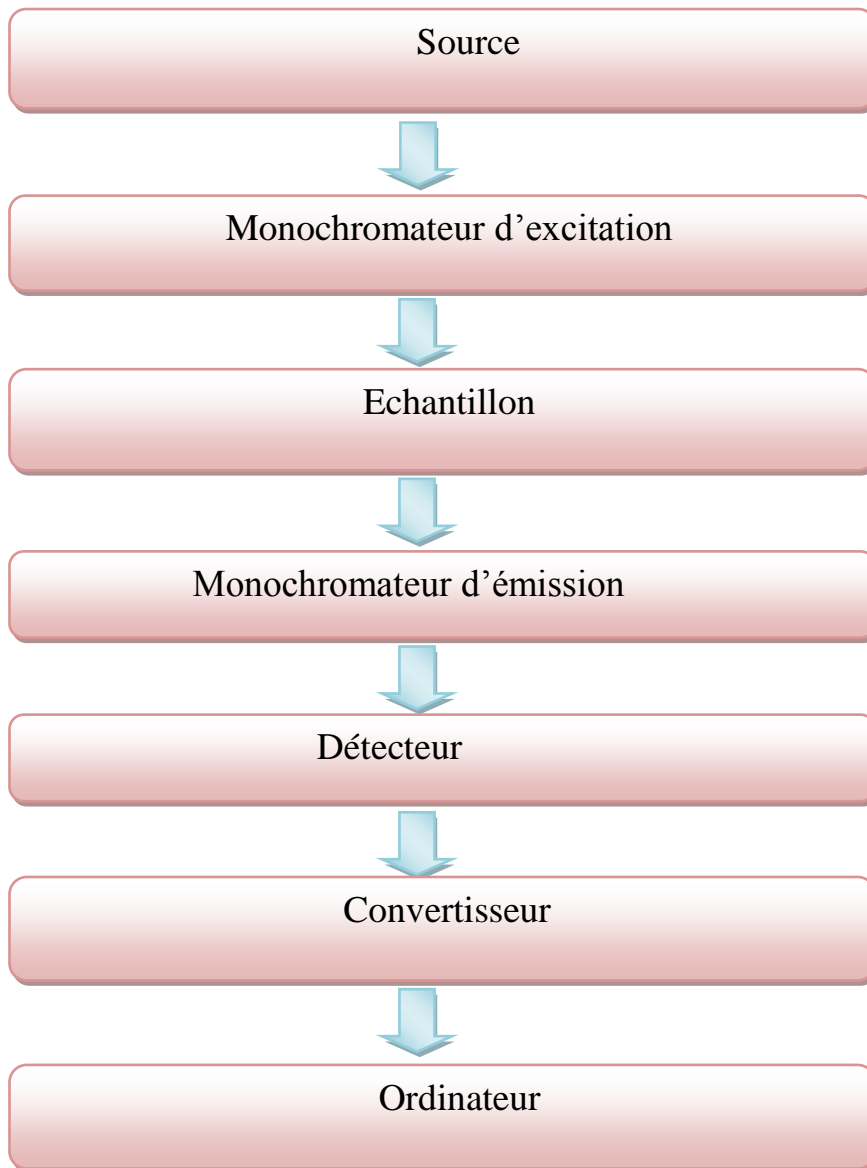 Source
Monochromateur d’excitation
Echantillon
Monochromateur d’émission
Détecteur
Convertisseur
Ordinateur